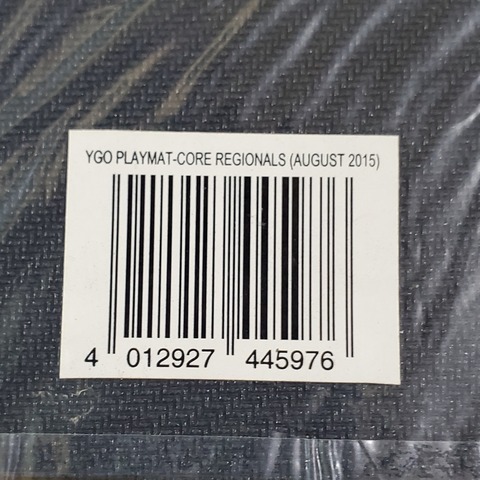 YGO PLAYMAT-CORE REGIONALS (AUGUST 2015)
4 012927 445976